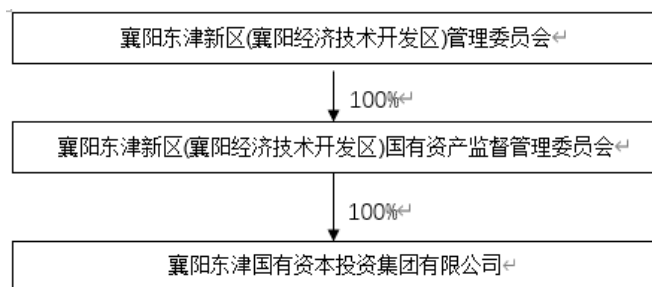 襄阳东津新区(襄阳经济技术开发区)管理委员会↵
100%↵
襄阳东津新区(襄阳经济技术开发区)国有资产监督管理委员会↵
100%↵
襄阳东津国有资本投资集团有限公司↵